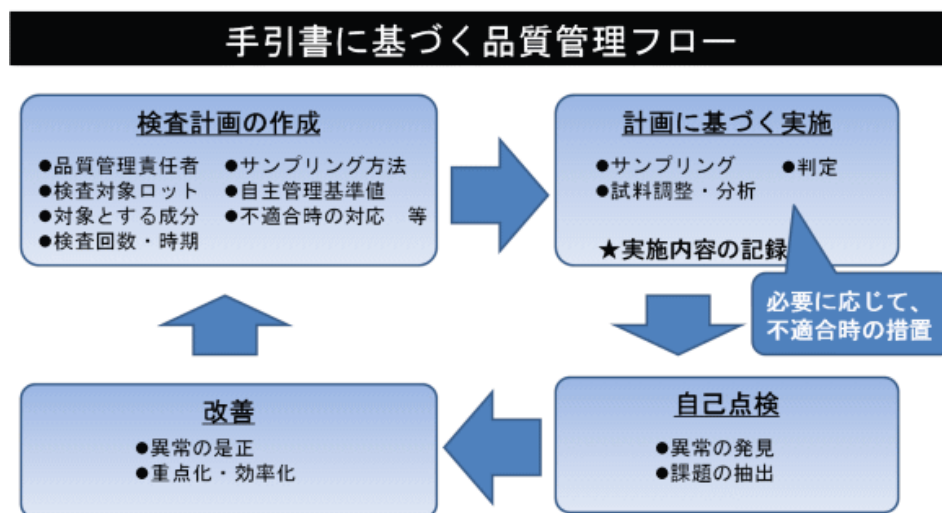 手引書に基づく品質管理フロー
検査計画の作成
●品質管理責任者
●検査対象ロット
●対象とする成分
●検査回数・時期
●サンプリング方法
●自主管理基準値
●不適合時の対応　等
計画に基づく実施
●サンプリング
●試料調整・分析
●判定
★実施内容の記録
必要に応じて、
不適合時の措置
自己点検
●異常の発見
●課題の抽出
改善
●異常の是正
●重点化・効率化